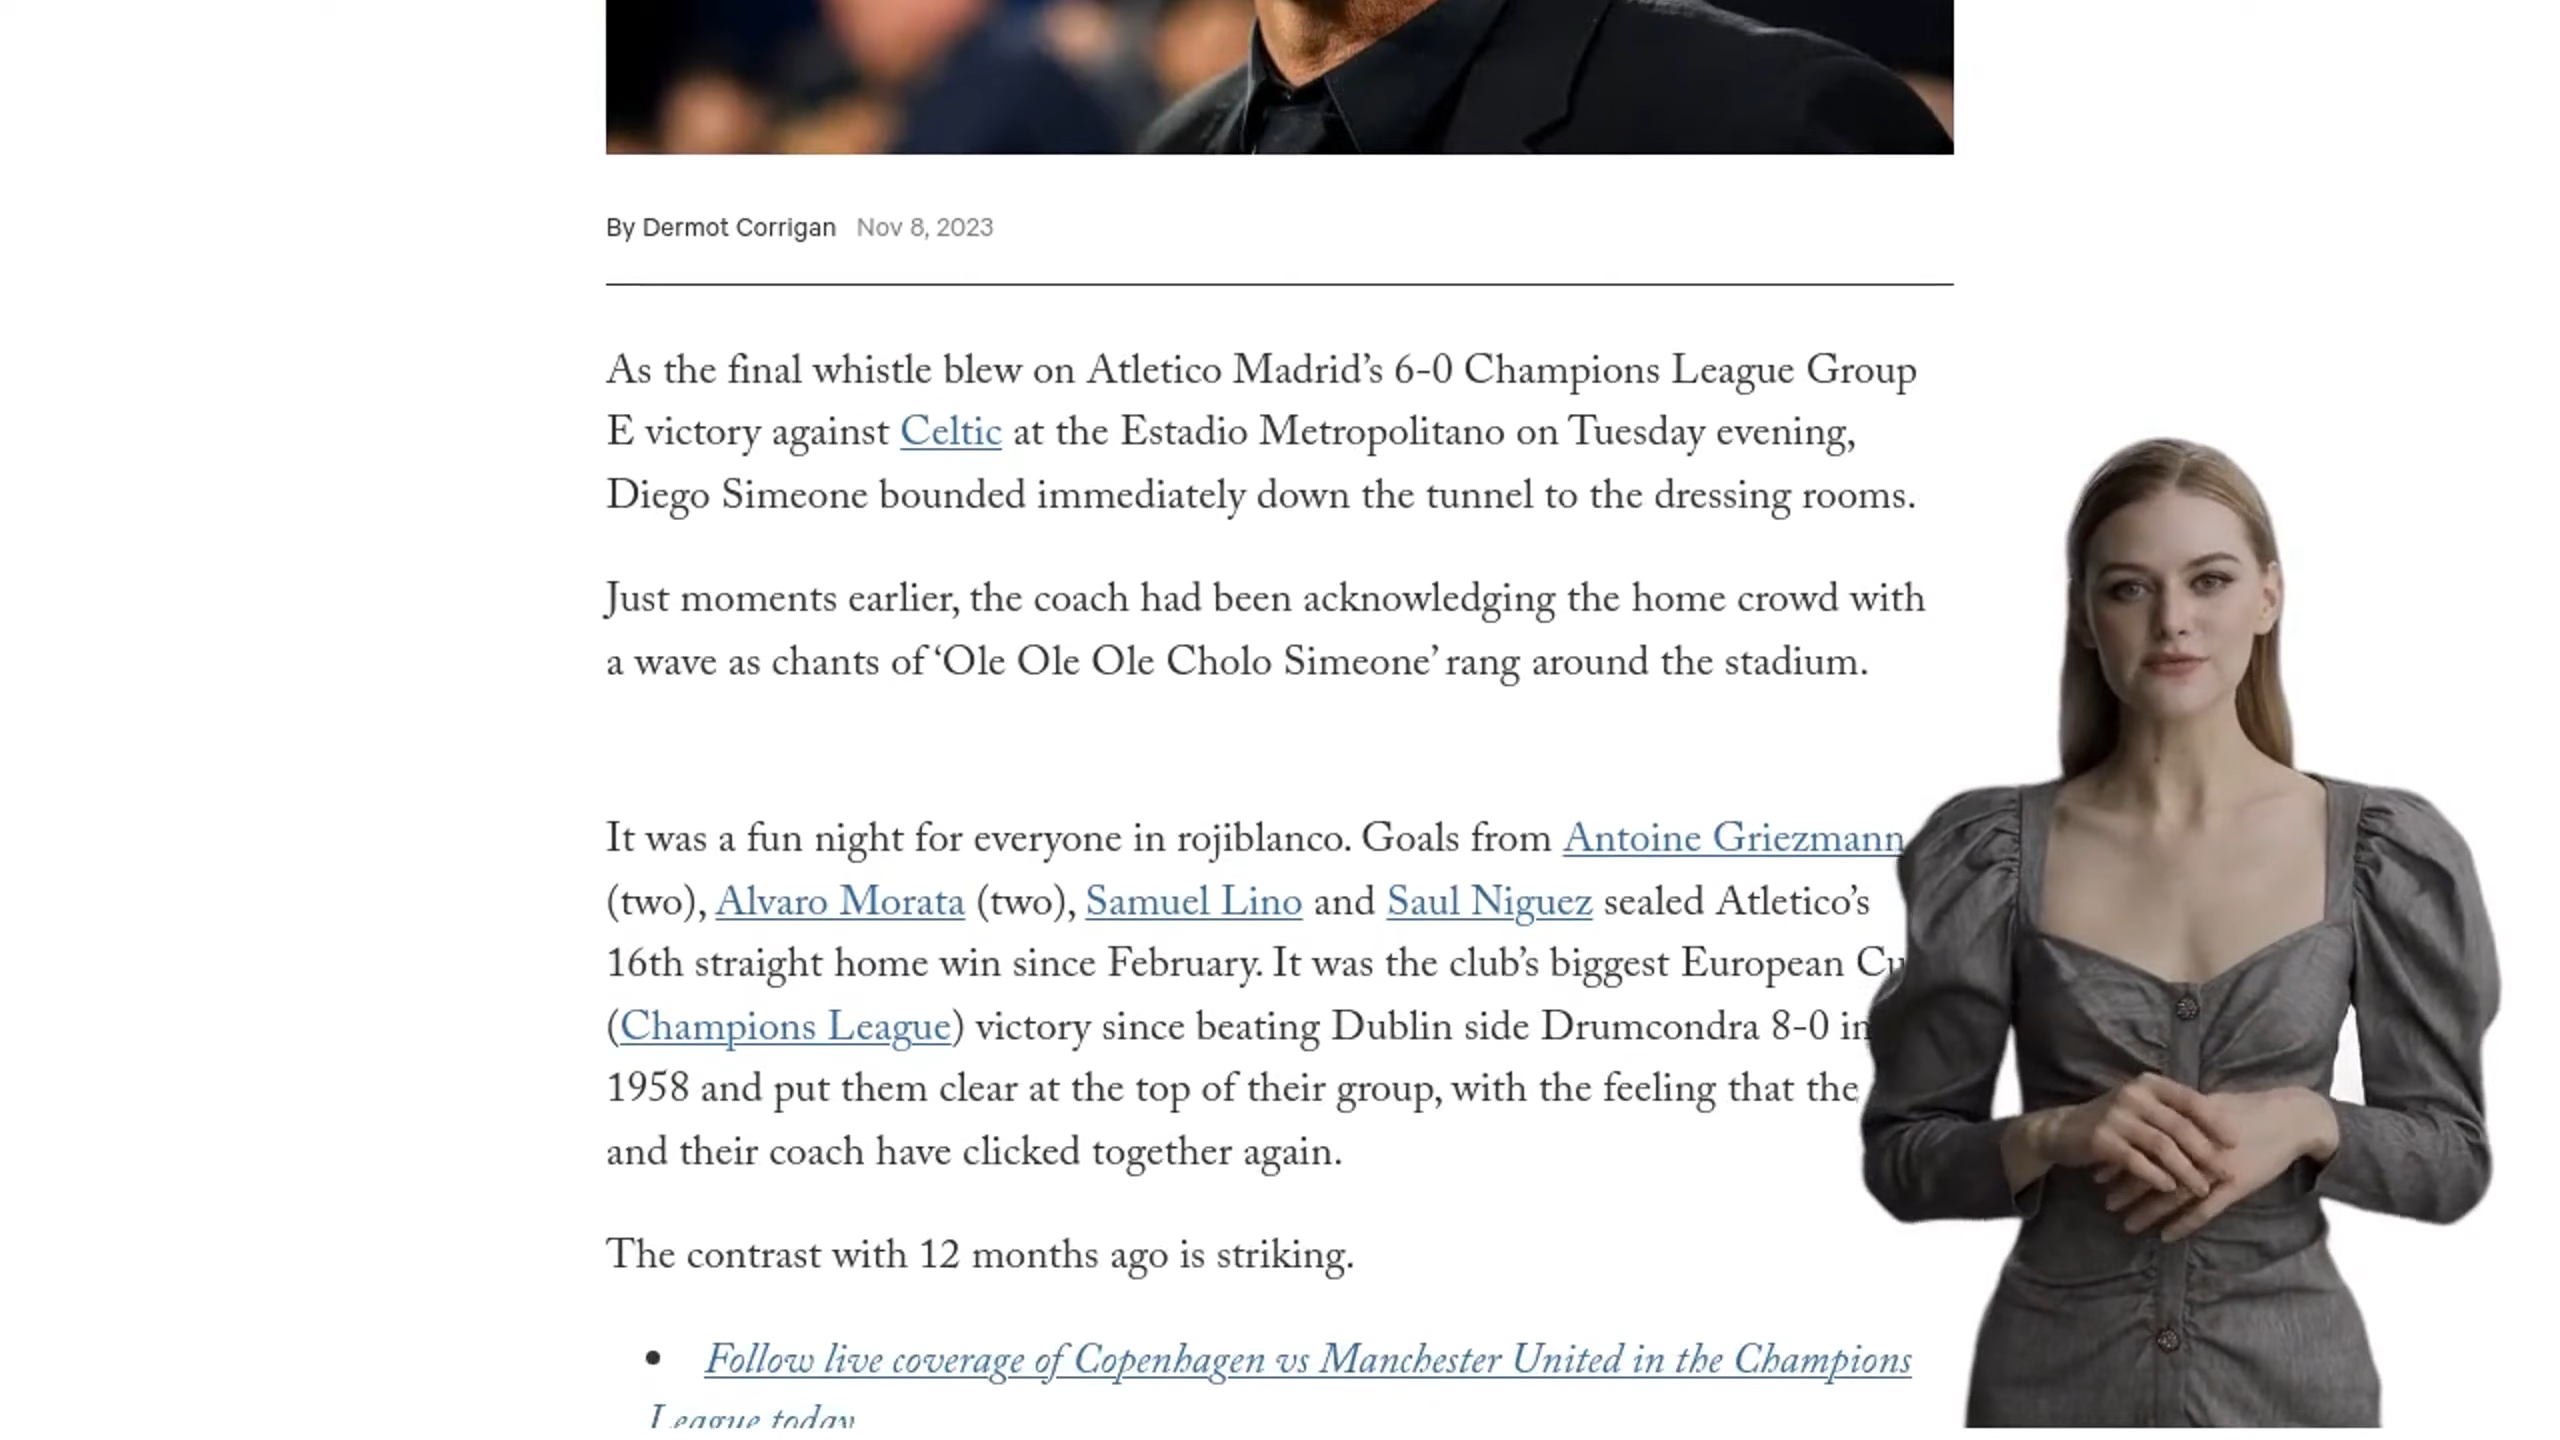 By Dermot Corrigan Nov 8, 2023
As the final whistle blew on Atletico Madrid’s 6-0 Champions League Group
E victory against Celtic at the Estadio Metropolitano on Tuesday evening,
Diego Simeone bounded immediately down the tunnel to the dressing rooms.
Just moments earlier, the coach had been acknowledging the home crowd with
a wave as chants of ‘Ole Ole Ole Cholo Simeone’ rang around the stadium.
It was a fun night for everyone in rojiblanco. Goals from Antoine Griezmann
(two), Alvaro Morata (two), Samuel Lino and Saul Niguez sealed Atletico’s
16th straight home win since February. It was the club’s biggest European
(Champions League) victory since beating Dublin side Drumcondra 8-0 in
1958 and put them clear at the top of their group, with the feeling that
and their coach have clicked together again.
The contrast with 12 months ago is striking.
• Follow live coverage of Copenhagen vs Manchester United in the Champions
League today